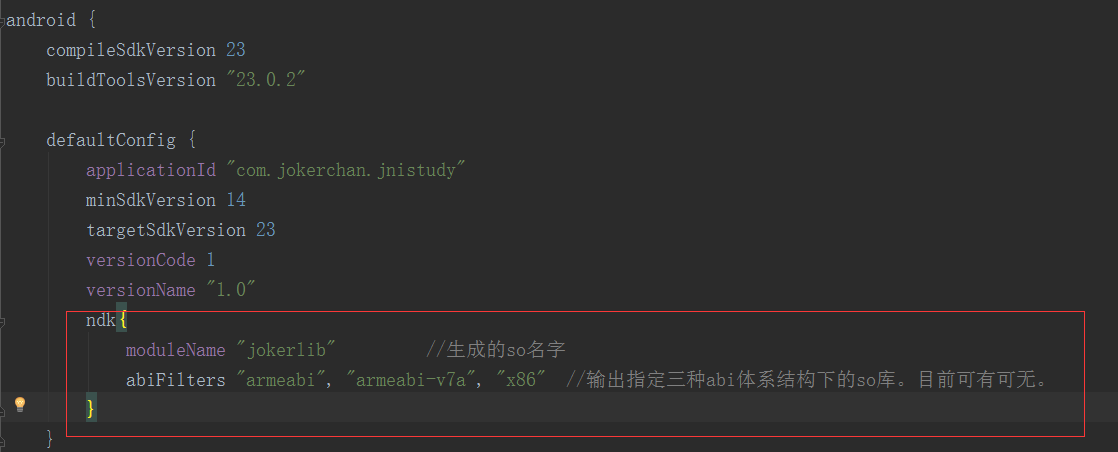 android {
    compileSdkVersion 23
    buildToolsVersion "23.0.2"
    defaultConfig {
        applicationId "com.jokerchan.jnistudy"
        minSdkVersion 14
        targetSdkVersion 23
        versionCode 1
        versionName "1.0"
        ndk{
            moduleName "jokerlib"         //生成的so名字
            abiFilters "armeabi", "armeabi-v7a", "x86"  //输出指定三种abi体系结构下的so库。目前可有可无。
        }
    }